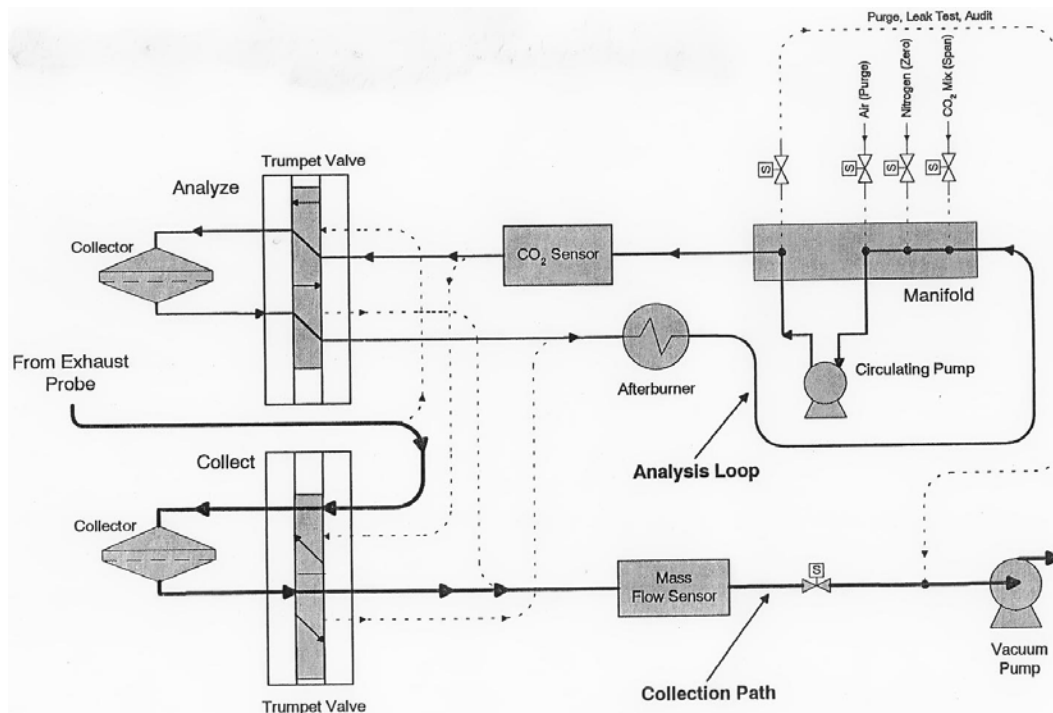 Purge, Leak Test, Audit
Air (Purge)
Nitrogen (Zero)
CO₂ Mix (Span)
S
S
S
S
Trumpet Valve
Analyze
Collector
CO₂ Sensor
Manifold
From Exhaust
Probe
Afterburner
Circulating Pump
Analysis Loop
Collect
Collector
Mass
Flow Sensor
S
Vacuum
Pump
Collection Path
Trumpet Valve